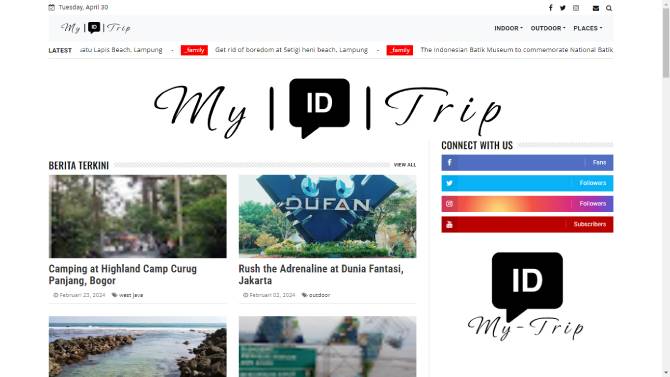 Tuesday, April 30
My ID Trip
INDOOR OUTDOOR PLACES
LATEST atu Lapis Beach, Lampung - _family Get rid of boredom at Setigi heni beach, Lampung - _family The Indonesian Batik Museum to commemorate National Batik
My | ID | Trip
CONNECT WITH US
Fans
Followers
Followers
Subscribers
ID
My-Trip
BERITA TERKINI VIEW ALL
DUFAN
Camping at Highland Camp Curug
Panjang, Bogor
Februari 23, 2024 west java
Rush the Adrenaline at Dunia Fantasi,
Jakarta
Februari 02, 2024 outdoor